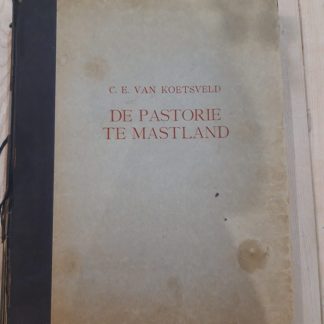 C. E. VAN KOETSVELD
DE PASTORIE
TE MASTLAND